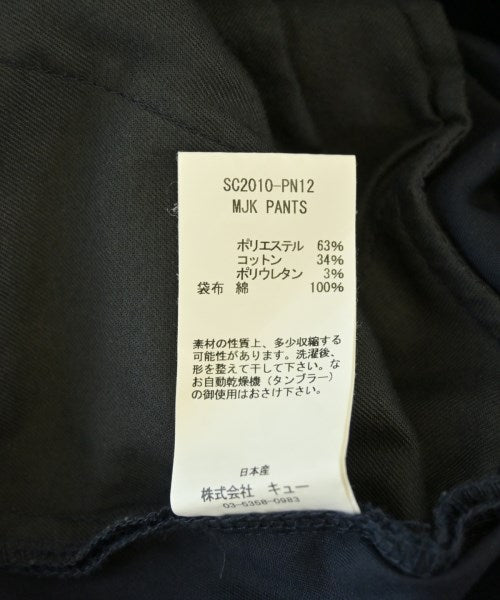 SC2010-PN12
MJK PANTS
ポリエステル 63%
コットン 34%
ポリウレタン 3%
袋布 綿 100%
素材の性質上、多少収縮する
可能性があります。洗濯後、
形を整えて干して下さい。な
お自動乾燥機(タンブラー)
の御使用はおさけ下さい。
日本産
株式会社 キュー
03-5358-0983